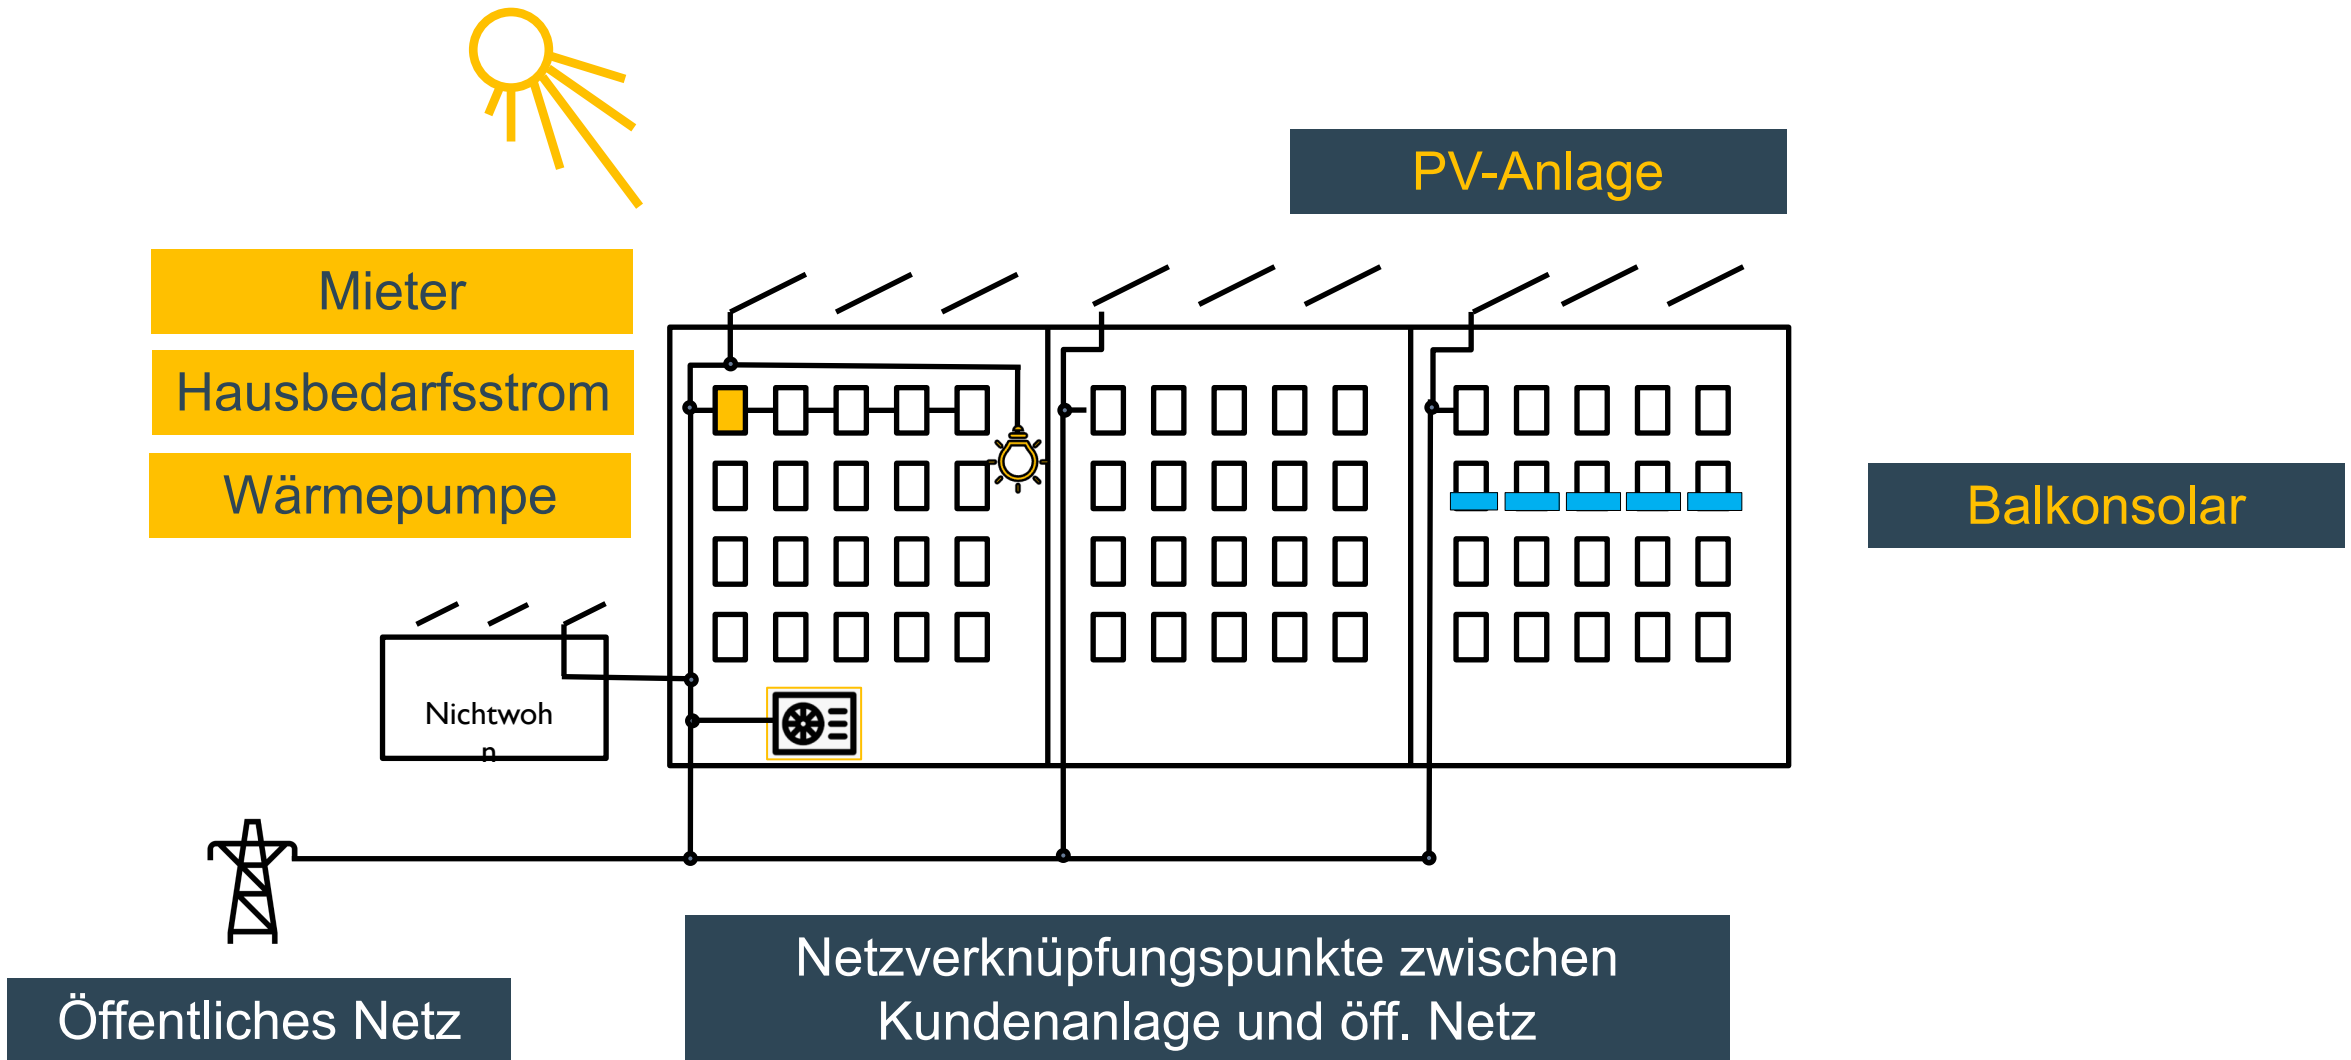 PV-Anlage
Mieter
Hausbedarfsstrom
Wärmepumpe
Balkonsolar
Nichtwoh
n
Netzverknüpfungspunkte zwischen
Kundenanlage und öff. Netz
Öffentliches Netz